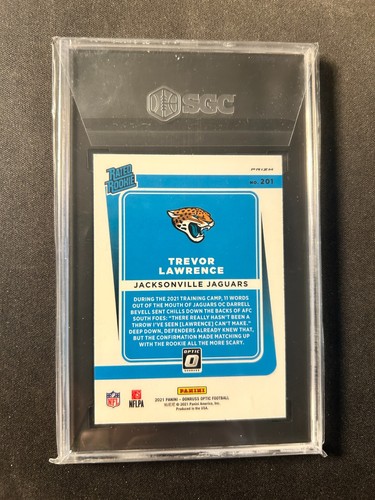 SGC
RATED
ROOKIE
PRIZM
NO. 201
TREVOR
LAWRENCE
JACKSONVILLE JAGUARS
DURING THE 2021 TRAINING CAMP, 11 WORDS
OUT OF THE MOUTH OF JAGUARS OC DARRELL
BEVELL SENT CHILLS DOWN THE BACKS OF AFC
SOUTH FOES: "THERE REALLY HASN'T BEEN A
THROW I'VE SEEN [LAWRENCE] CAN'T MAKE."
DEEP DOWN, DEFENDERS ALREADY KNEW THAT,
BUT THE CONFIRMATION MADE MATCHING UP
WITH THE ROOKIE ALL THE MORE SCARY.
OPTIC
DONRUSS
NFL
NFLPA
PANINI
2021 PANINI – DONRUSS OPTIC FOOTBALL
© 2021 Panini America, Inc.
Produced in the USA.